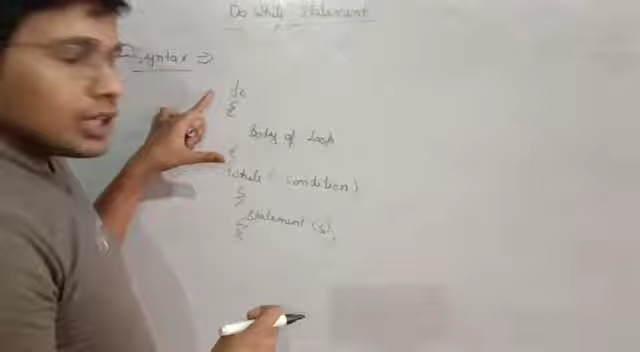 Do While Statement
Syntax ⇒
do
{
Body of Loop
}
While ( condition )
{
Statement (s);
}